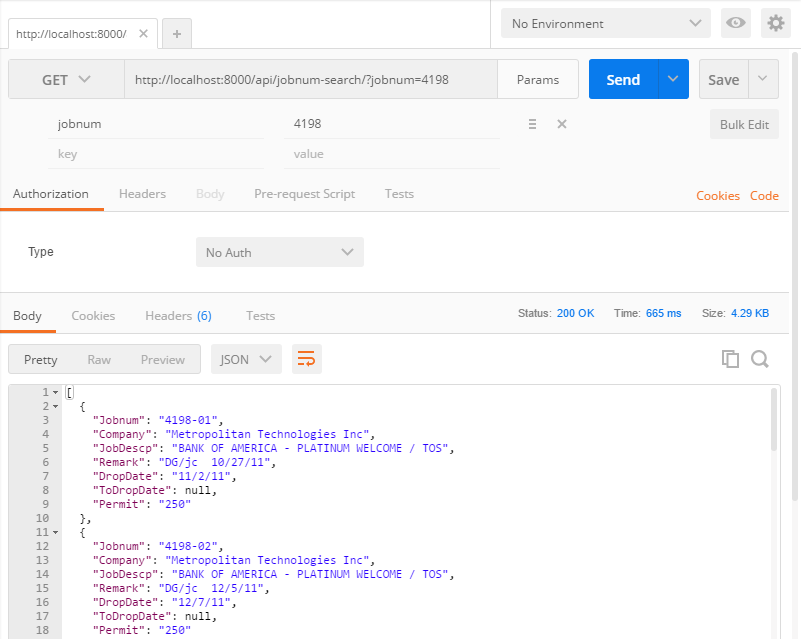 http://localhost:8000/ ✕ +
No Environment
GET http://localhost:8000/api/jobnum-search/?jobnum=4198 Params Send Save
jobnum 4198 Bulk Edit
key value
Authorization Headers Body Pre-request Script Tests Cookies Code
Type No Auth
Body Cookies Headers (6) Tests Status: 200 OK Time: 665 ms Size: 4.29 KB
Pretty Raw Preview JSON
1 [
2 {
3 "Jobnum": "4198-01",
4 "Company": "Metropolitan Technologies Inc",
5 "JobDescp": "BANK OF AMERICA - PLATINUM WELCOME / TOS",
6 "Remark": "DG/jc  10/27/11",
7 "DropDate": "11/2/11",
8 "ToDropDate": null,
9 "Permit": "250"
10 },
11 {
12 "Jobnum": "4198-02",
13 "Company": "Metropolitan Technologies Inc",
14 "JobDescp": "BANK OF AMERICA - PLATINUM WELCOME / TOS",
15 "Remark": "DG/jc  12/5/11",
16 "DropDate": "12/7/11",
17 "ToDropDate": null,
18 "Permit": "250"